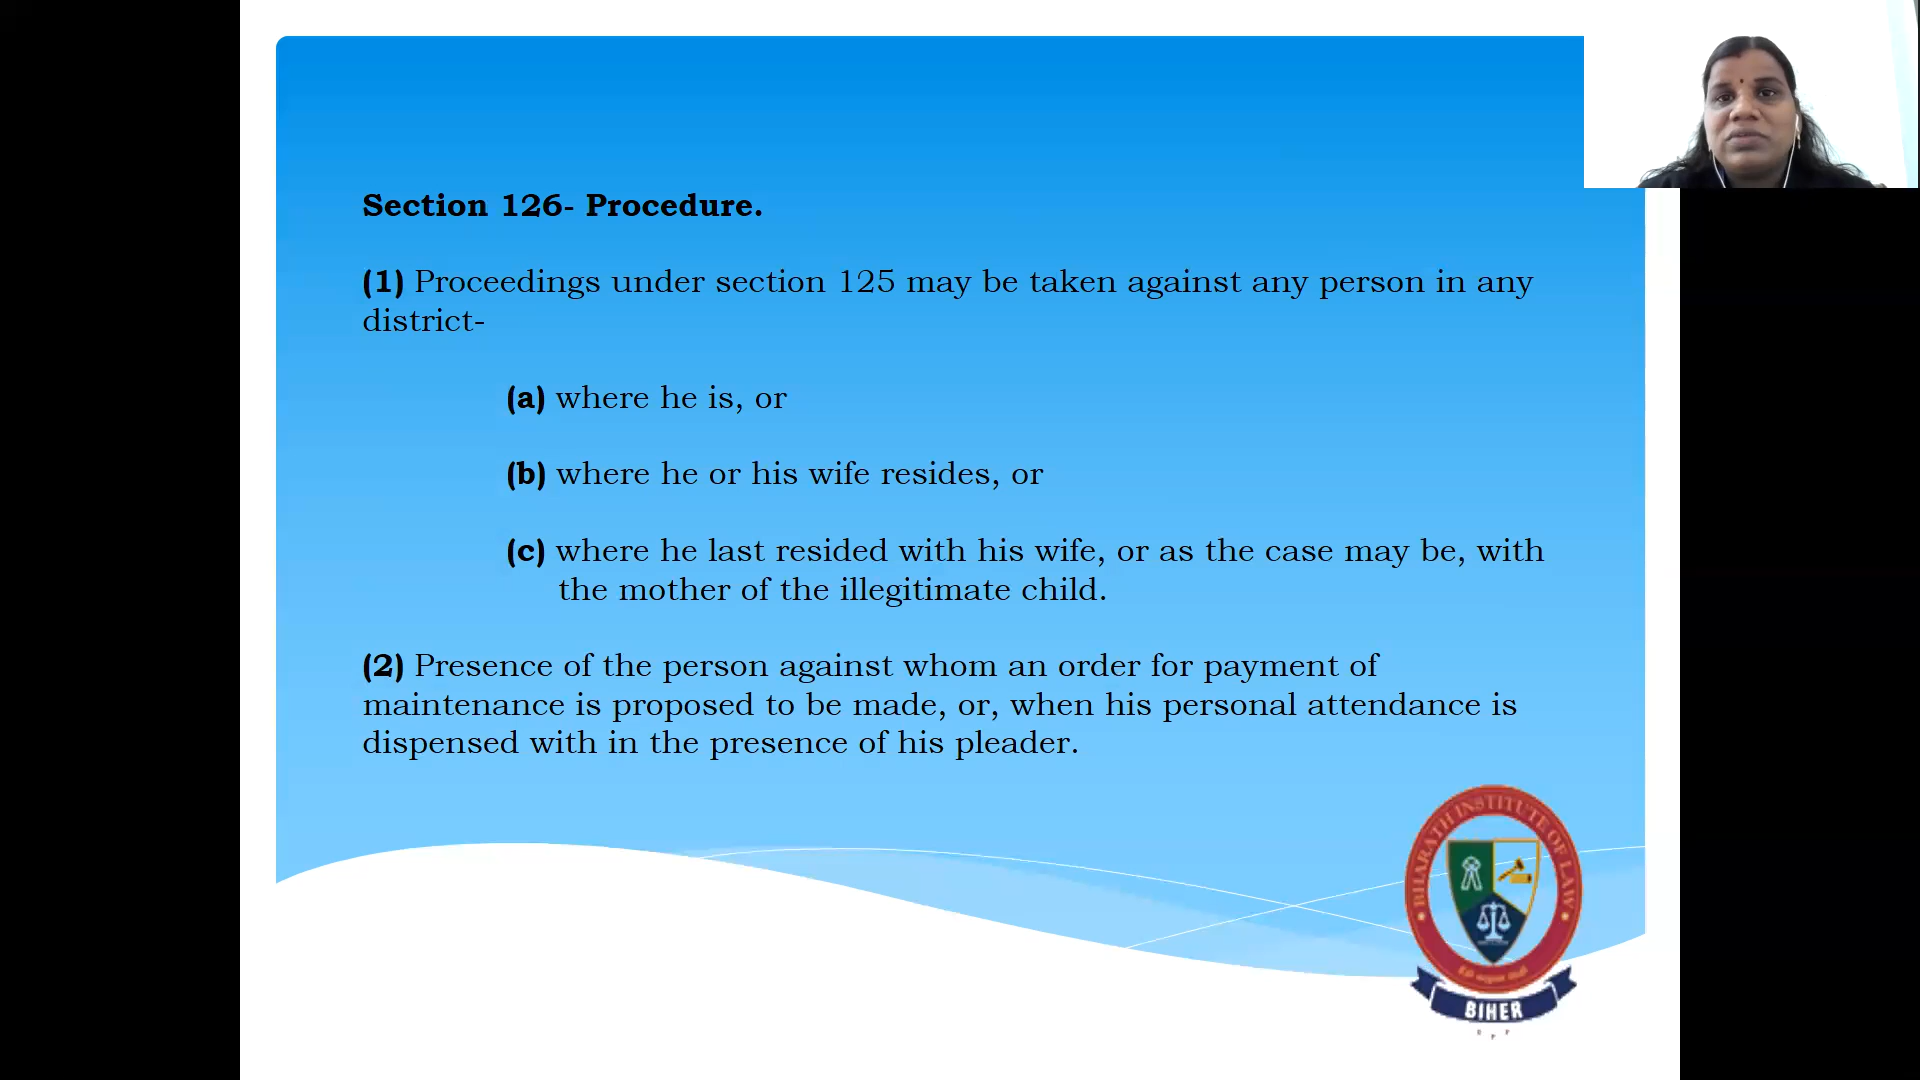 Section 126- Procedure.
(1) Proceedings under section 125 may be taken against any person in any
district-
(a) where he is, or
(b) where he or his wife resides, or
(c) where he last resided with his wife, or as the case may be, with
the mother of the illegitimate child.
(2) Presence of the person against whom an order for payment of
maintenance is proposed to be made, or, when his personal attendance is
dispensed with in the presence of his pleader.
BHARATH INSTITUTE OF LAW
BIHER